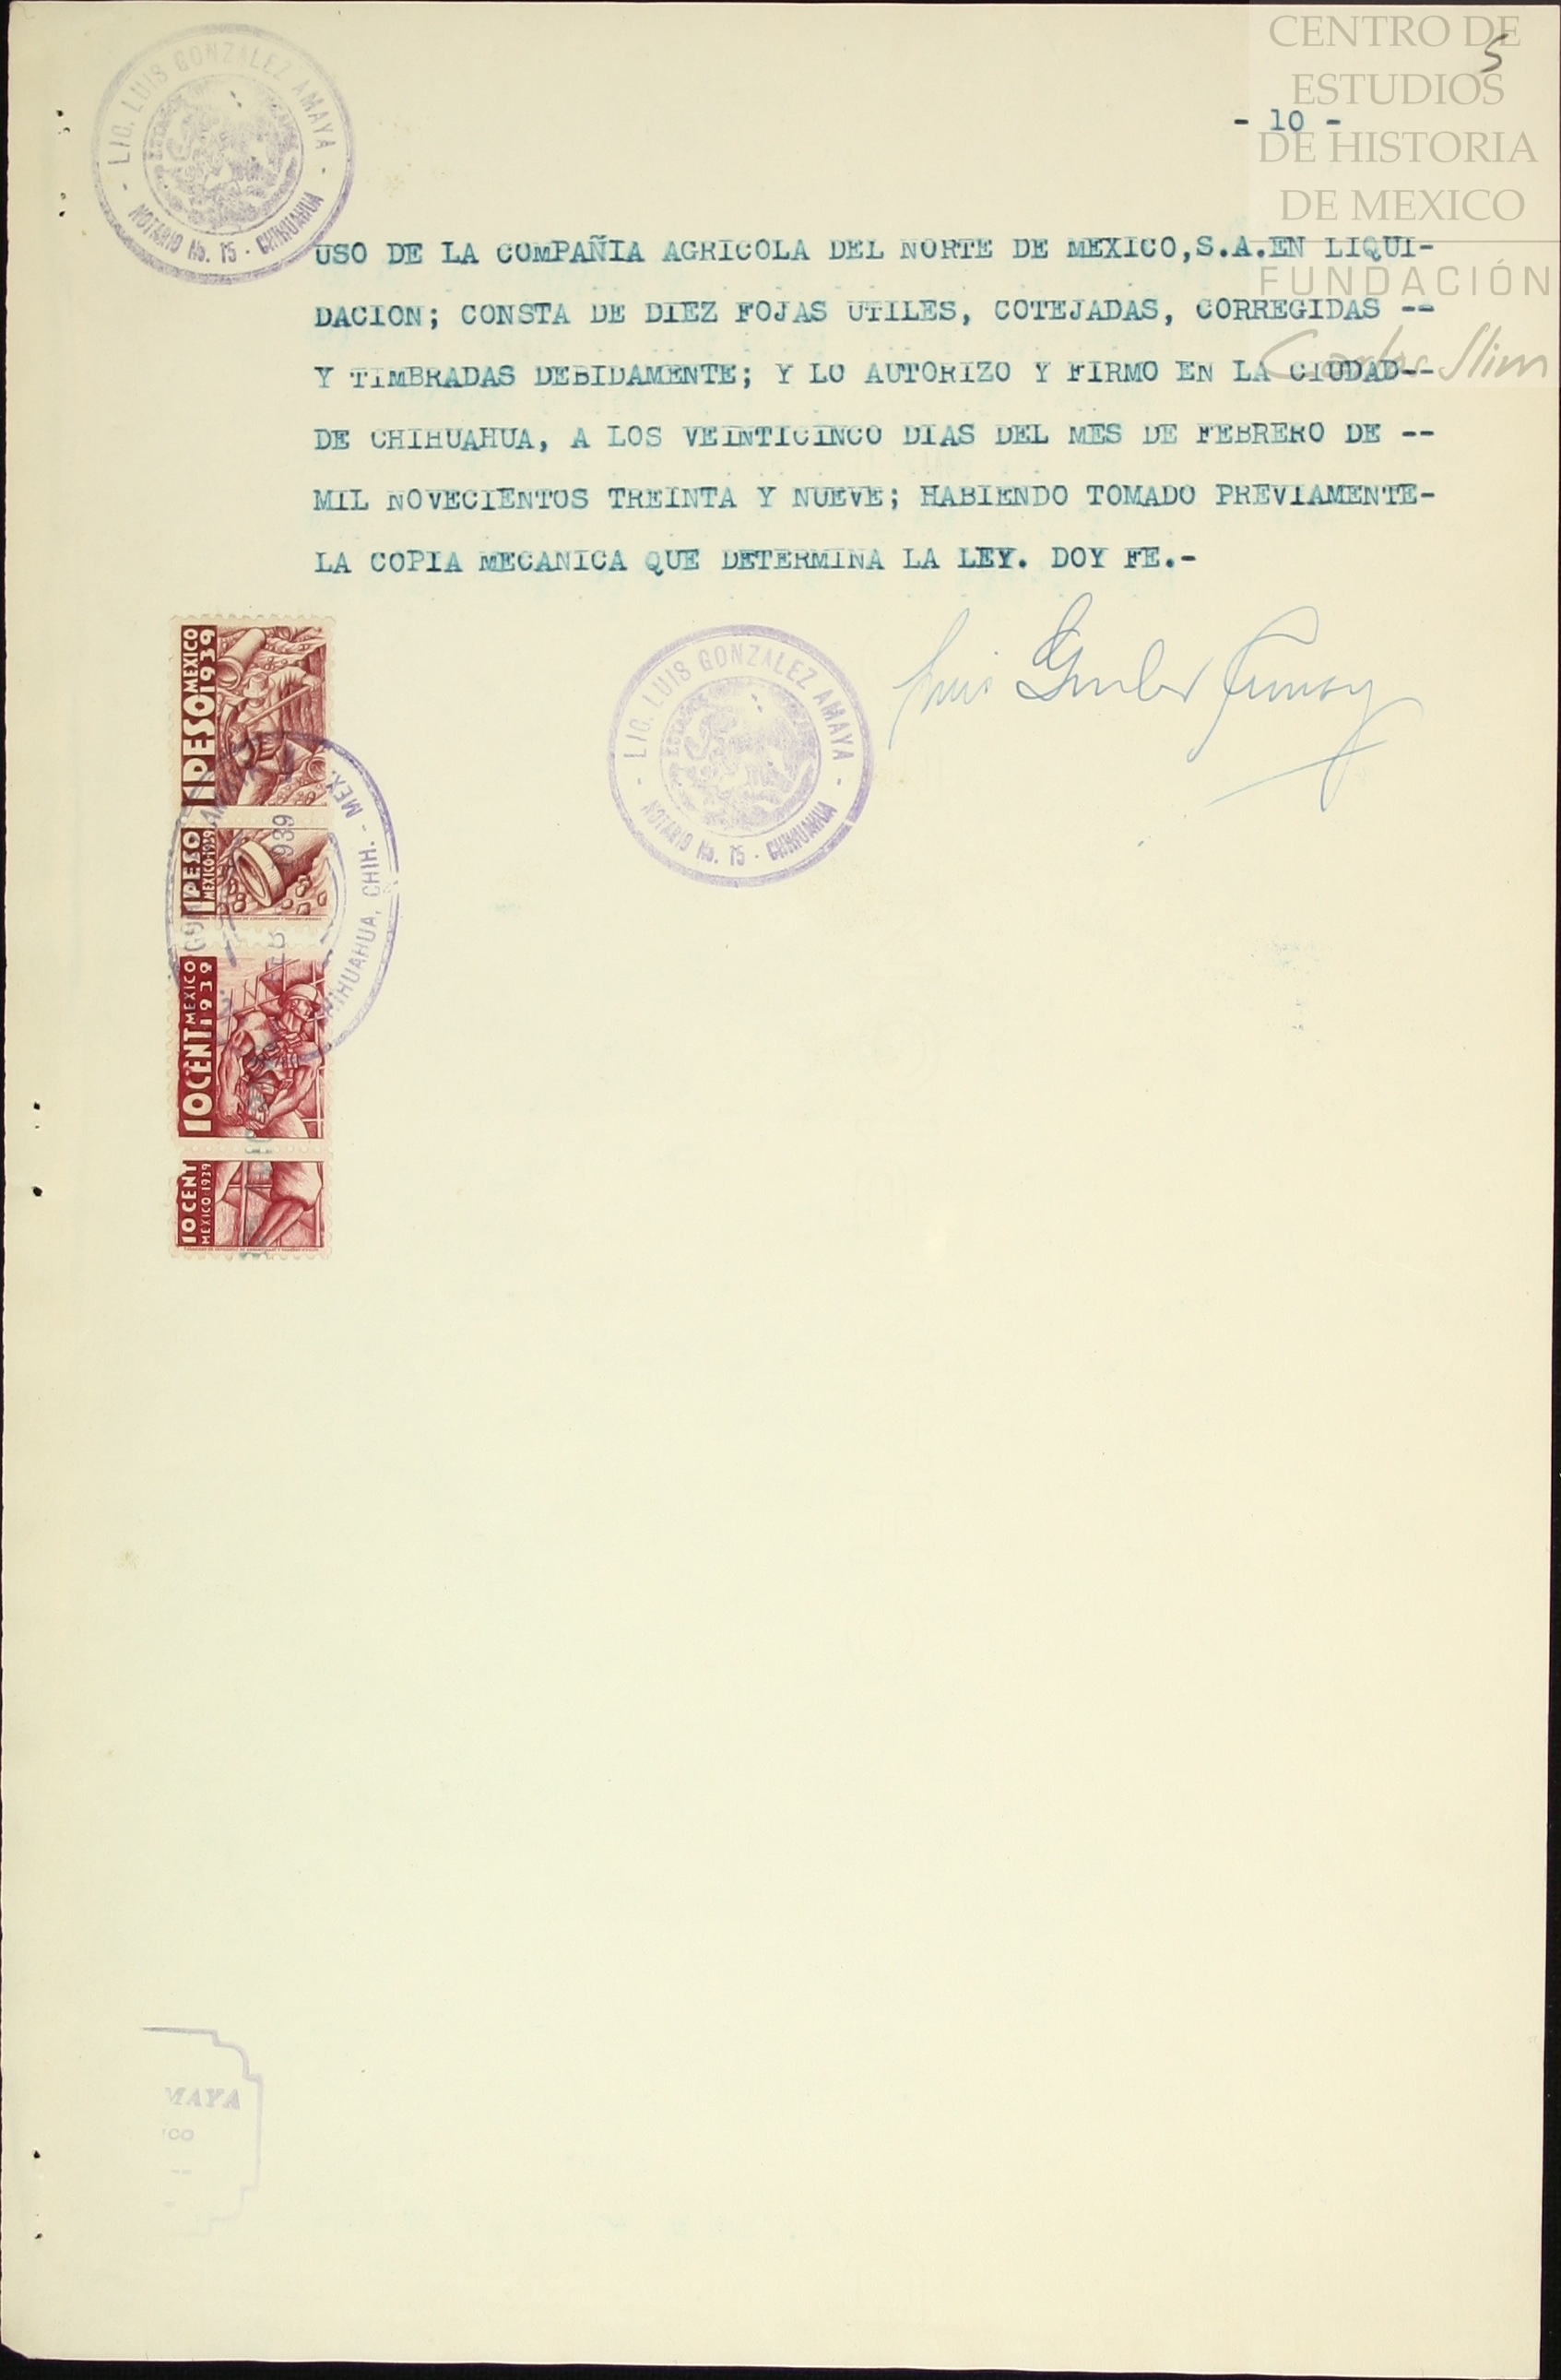 CENTRO DE
ESTUDIOS
DE HISTORIA
DE MEXICO
FUNDACIÓN
Carlos Slim
5
- 10 -
LIC. LUIS GONZALEZ AMAYA
NOTARIO No. 15 - CHIHUAHUA
USO DE LA COMPAÑIA AGRICOLA DEL NORTE DE MEXICO,S.A.EN LIQUI-
DACION; CONSTA DE DIEZ FOJAS UTILES, COTEJADAS, CORREGIDAS --
Y TIMBRADAS DEBIDAMENTE; Y LO AUTORIZO Y FIRMO EN LA CIUDAD--
DE CHIHUAHUA, A LOS VEINTICINCO DIAS DEL MES DE FEBRERO DE --
MIL NOVECIENTOS TREINTA Y NUEVE; HABIENDO TOMADO PREVIAMENTE-
LA COPIA MECANICA QUE DETERMINA LA LEY. DOY FE.-
LIC. LUIS GONZALEZ AMAYA
NOTARIO No. 15 - CHIHUAHUA
1 PESO MEXICO 1939
1 PESO MEXICO 1939
10 CENT MEXICO 1939
10 CENT MEXICO 1939
HIHUAHUA, CHIH. - MEX.
1939
MAYA
CO